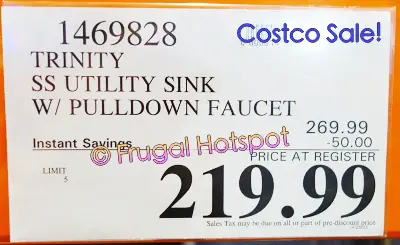 Costco Sale!
1469828
TRINITY
SS UTILITY SINK
W/ PULLDOWN FAUCET
269.99
Instant Savings -50.00
© Frugal Hotspot
PRICE AT REGISTER
LIMIT
5
219.99
Sales Tax may be due on all or part of pre-discount price